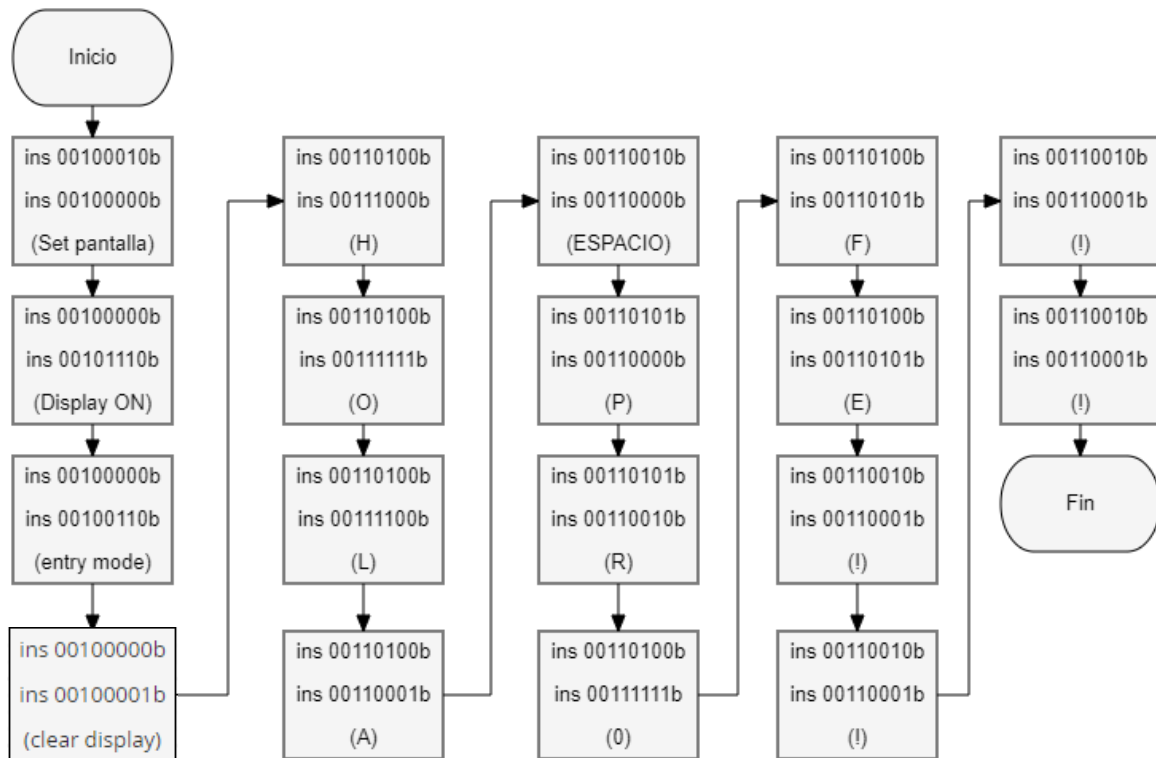 Inicio
ins 00100010b
ins 00100000b
(Set pantalla)
ins 00100000b
ins 00101110b
(Display ON)
ins 00100000b
ins 00100110b
(entry mode)
ins 00100000b
ins 00100001b
(clear display)
ins 00110100b
ins 00111000b
(H)
ins 00110100b
ins 00111111b
(O)
ins 00110100b
ins 00111100b
(L)
ins 00110100b
ins 00110001b
(A)
ins 00110010b
ins 00110000b
(ESPACIO)
ins 00110101b
ins 00110000b
(P)
ins 00110101b
ins 00110010b
(R)
ins 00110100b
ins 00111111b
(0)
ins 00110100b
ins 00110101b
(F)
ins 00110100b
ins 00110101b
(E)
ins 00110010b
ins 00110001b
(!)
ins 00110010b
ins 00110001b
(!)
ins 00110010b
ins 00110001b
(!)
ins 00110010b
ins 00110001b
(!)
Fin